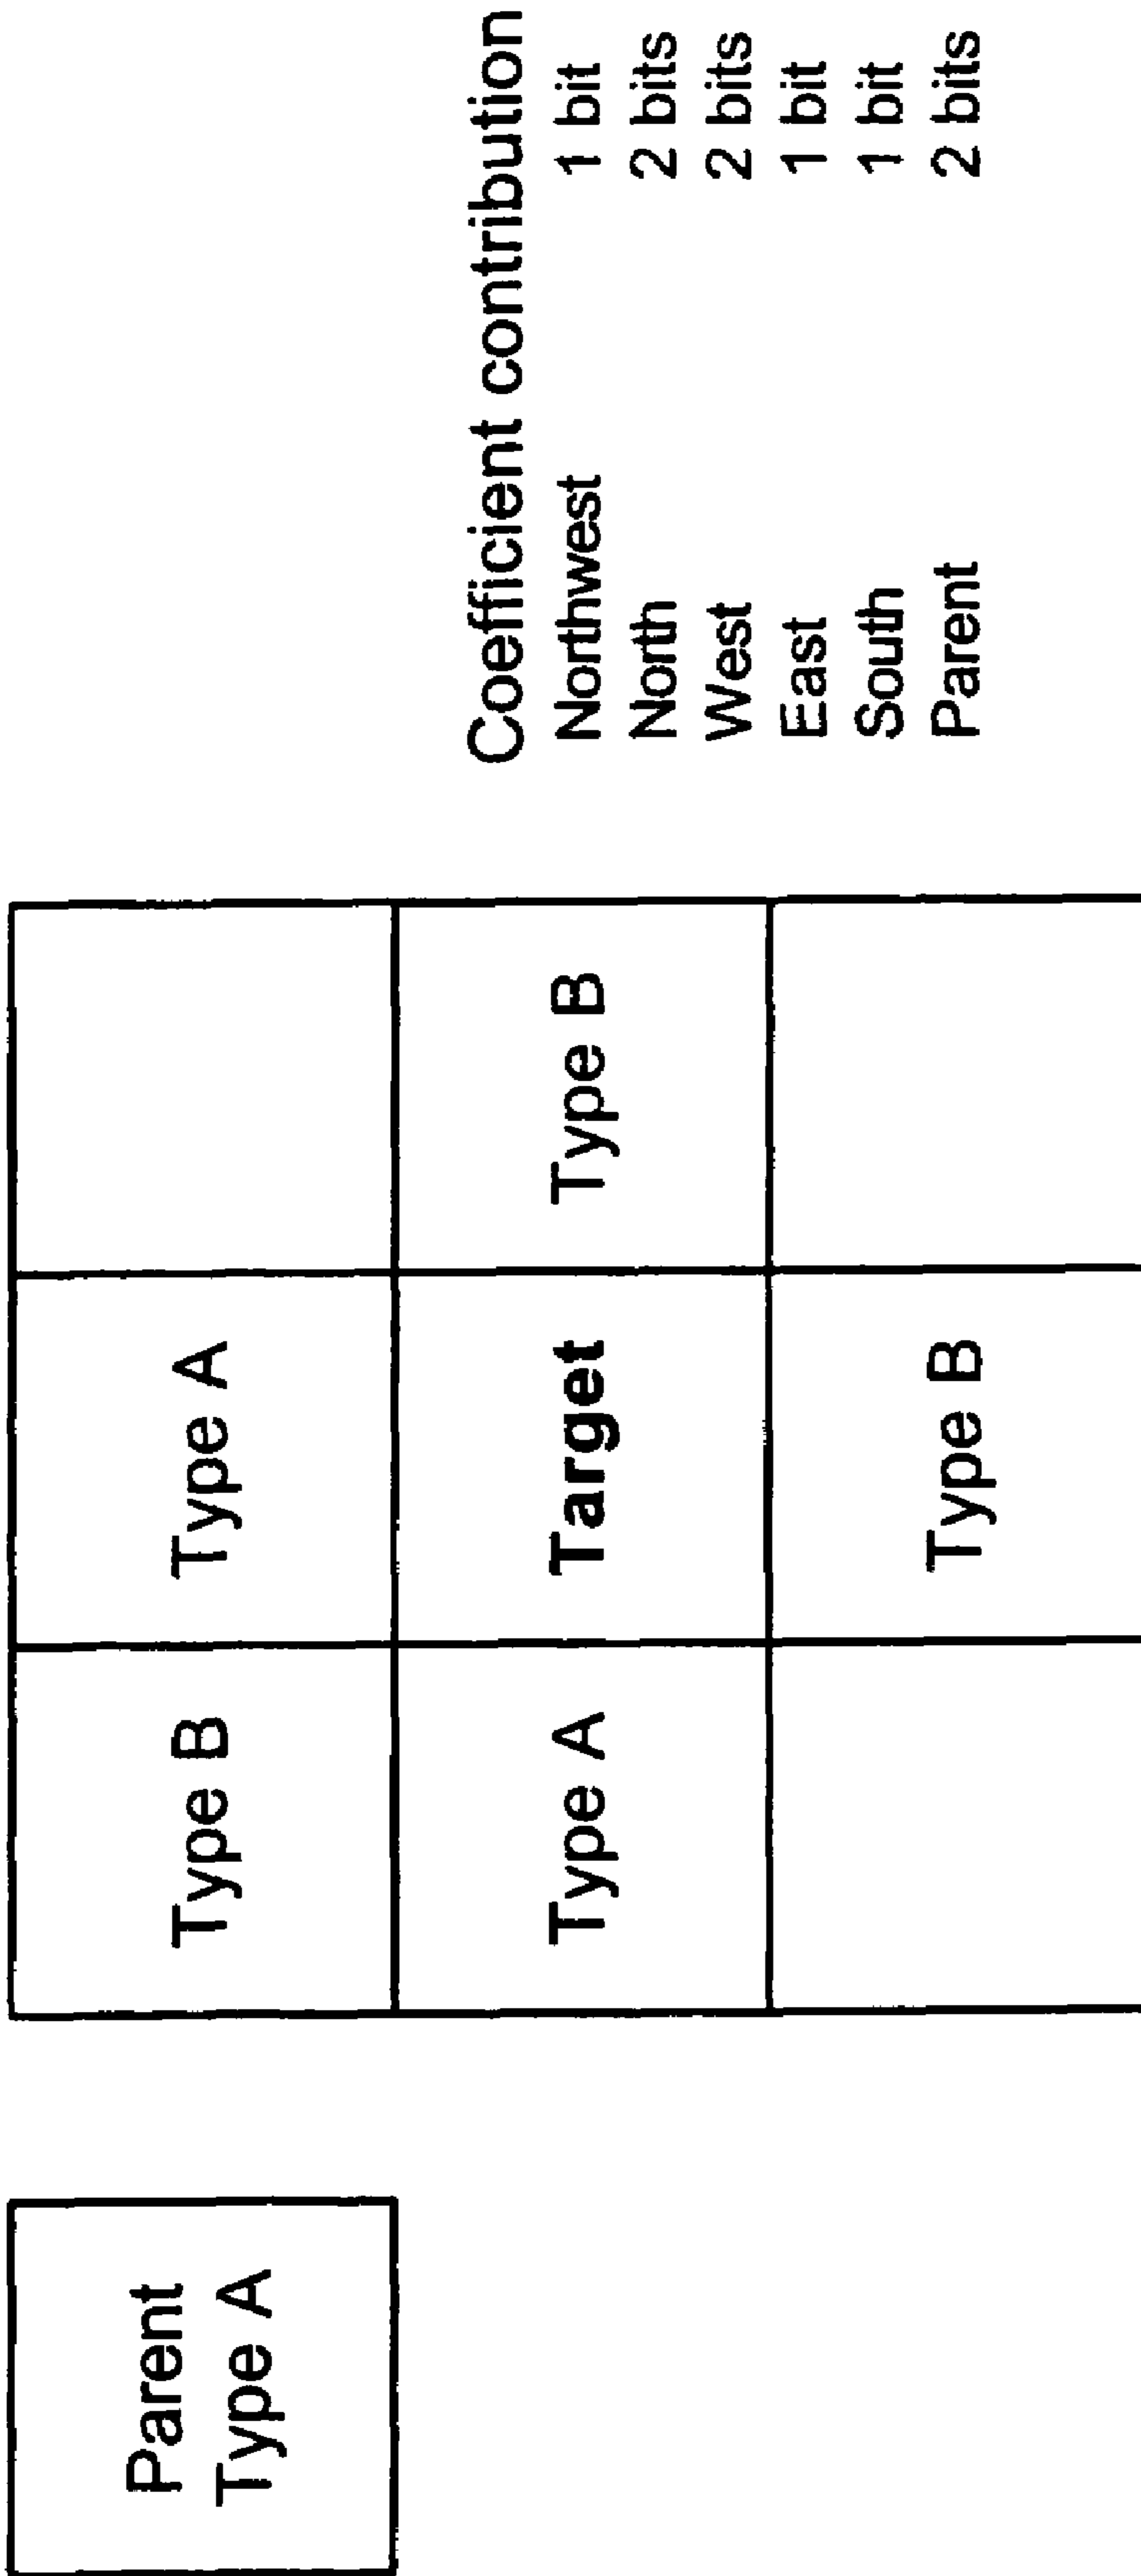 Parent
Type A
Type B
Type A
Type A
Target
Type B
Type B
Coefficient contribution
Northwest 1 bit
North 2 bits
West 2 bits
East 1 bit
South 1 bit
Parent 2 bits